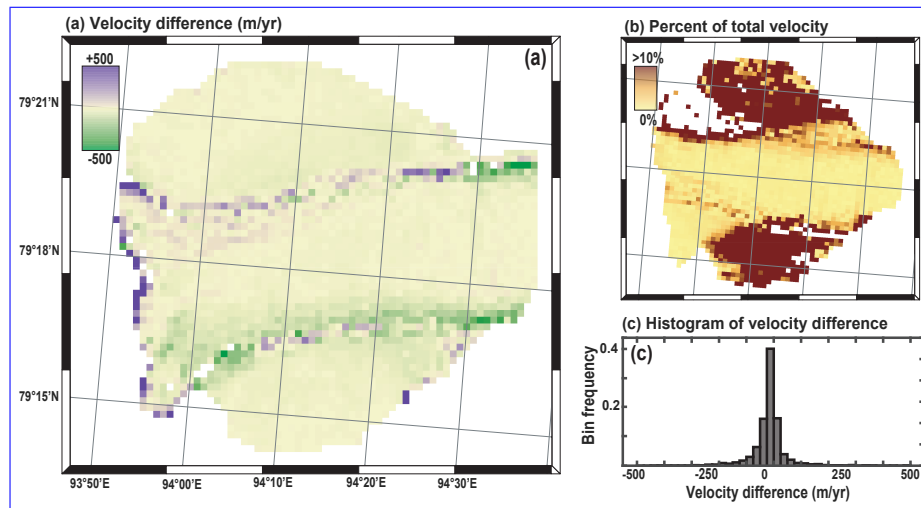 (a) Velocity difference (m/yr)
+500
-500
(a)
79°21'N
79°18'N
79°15'N
93°50'E
94°00'E
94°10'E
94°20'E
94°30'E
(b) Percent of total velocity
>10%
0%
(c) Histogram of velocity difference
(c)
0.4
0.2
Bin frequency
-500
-250
0
250
500
Velocity difference (m/yr)